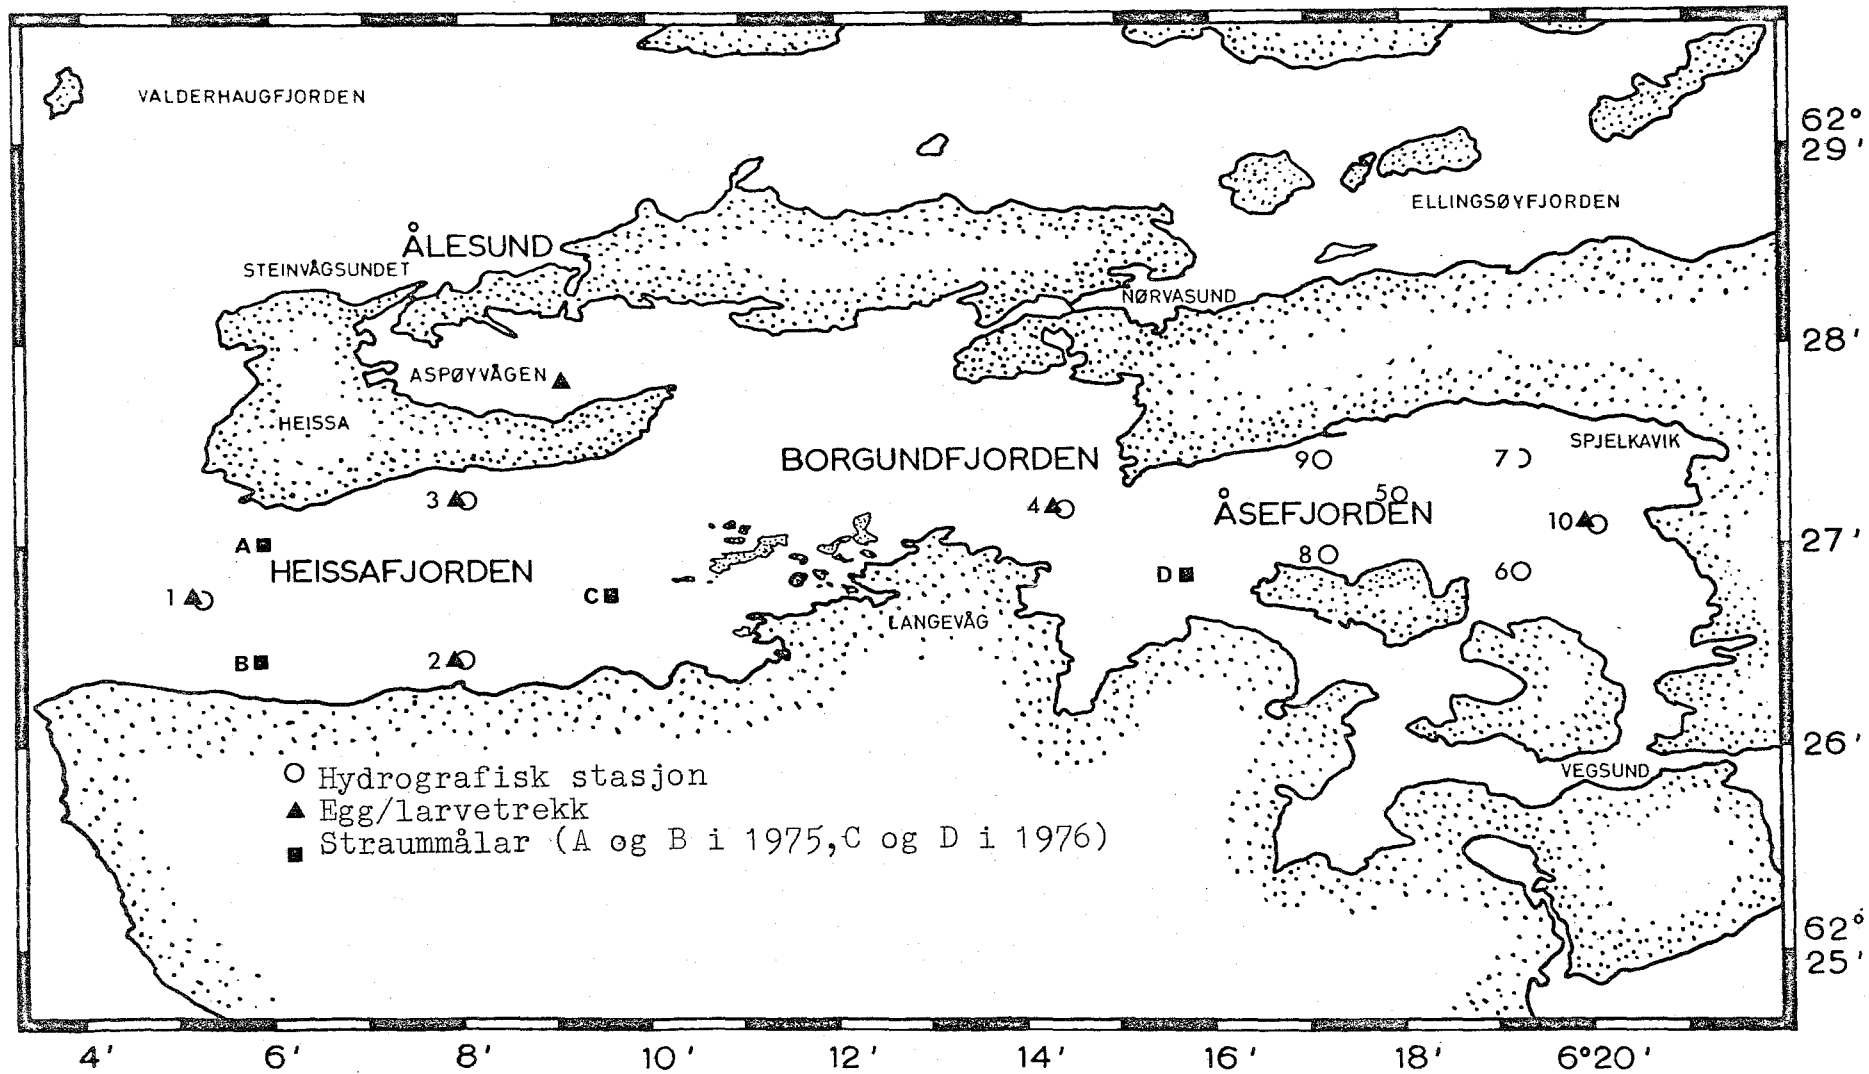 VALDERHAUGFJORDEN
62°
29'
ELLINGSØYFJORDEN
ÅLESUND
STEINVÅGSUNDET
NØRVASUND
28'
ASPØYVÅGEN
HEISSA
BORGUNDFJORDEN
SPJELKAVIK
9
7
5
3
4
ÅSEFJORDEN
10
A
27'
HEISSAFJORDEN
8
D
6
1
C
LANGEVÅG
B
2
26'
VEGSUND
Hydrografisk stasjon
Egg/larvetrekk
Straummålar (A og B i 1975, C og D i 1976)
62°
25'
4' 6' 8' 10' 12' 14' 16' 18' 6°20'